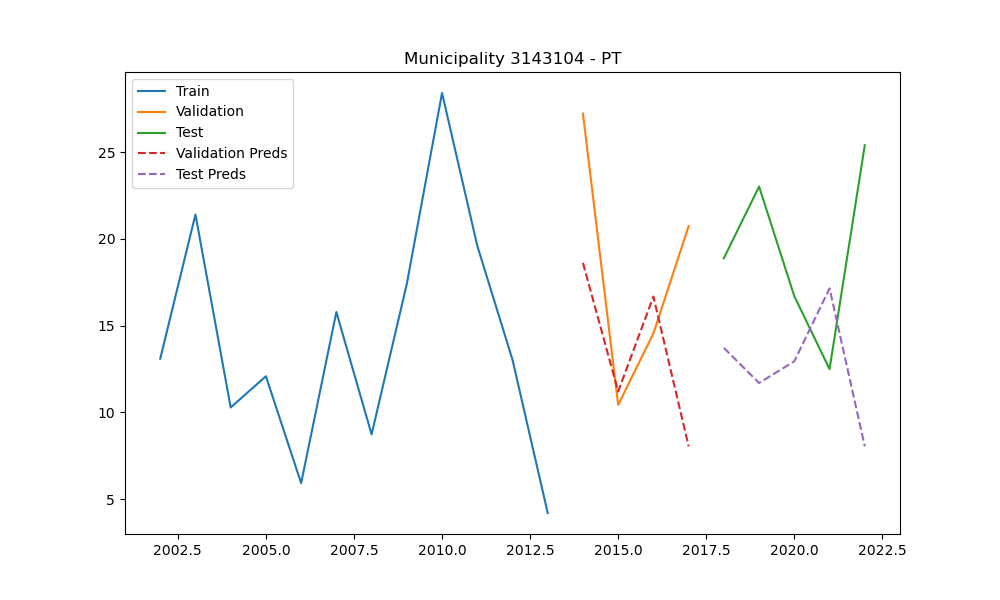 Municipality 3143104 - PT
Train
Validation
Test
Validation Preds
Test Preds
25
20
15
10
5
2002.5 2005.0 2007.5 2010.0 2012.5 2015.0 2017.5 2020.0 2022.5